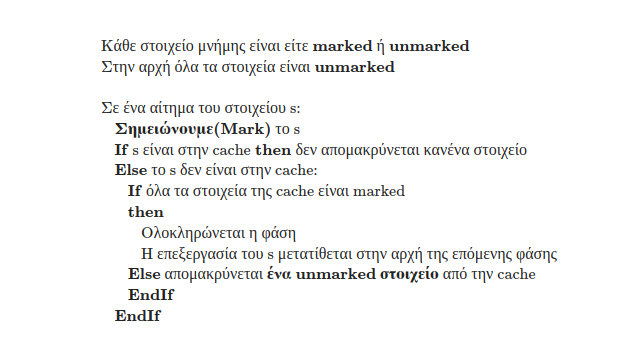 Κάθε στοιχείο μνήμης είναι είτε marked ή unmarked
Στην αρχή όλα τα στοιχεία είναι unmarked
Σε ένα αίτημα του στοιχείου s:
Σημειώνουμε(Mark) το s
If s είναι στην cache then δεν απομακρύνεται κανένα στοιχείο
Else το s δεν είναι στην cache:
If όλα τα στοιχεία της cache είναι marked
then
Ολοκληρώνεται η φάση
Η επεξεργασία του s μετατίθεται στην αρχή της επόμενης φάσης
Else απομακρύνεται ένα unmarked στοιχείο από την cache
EndIf
EndIf